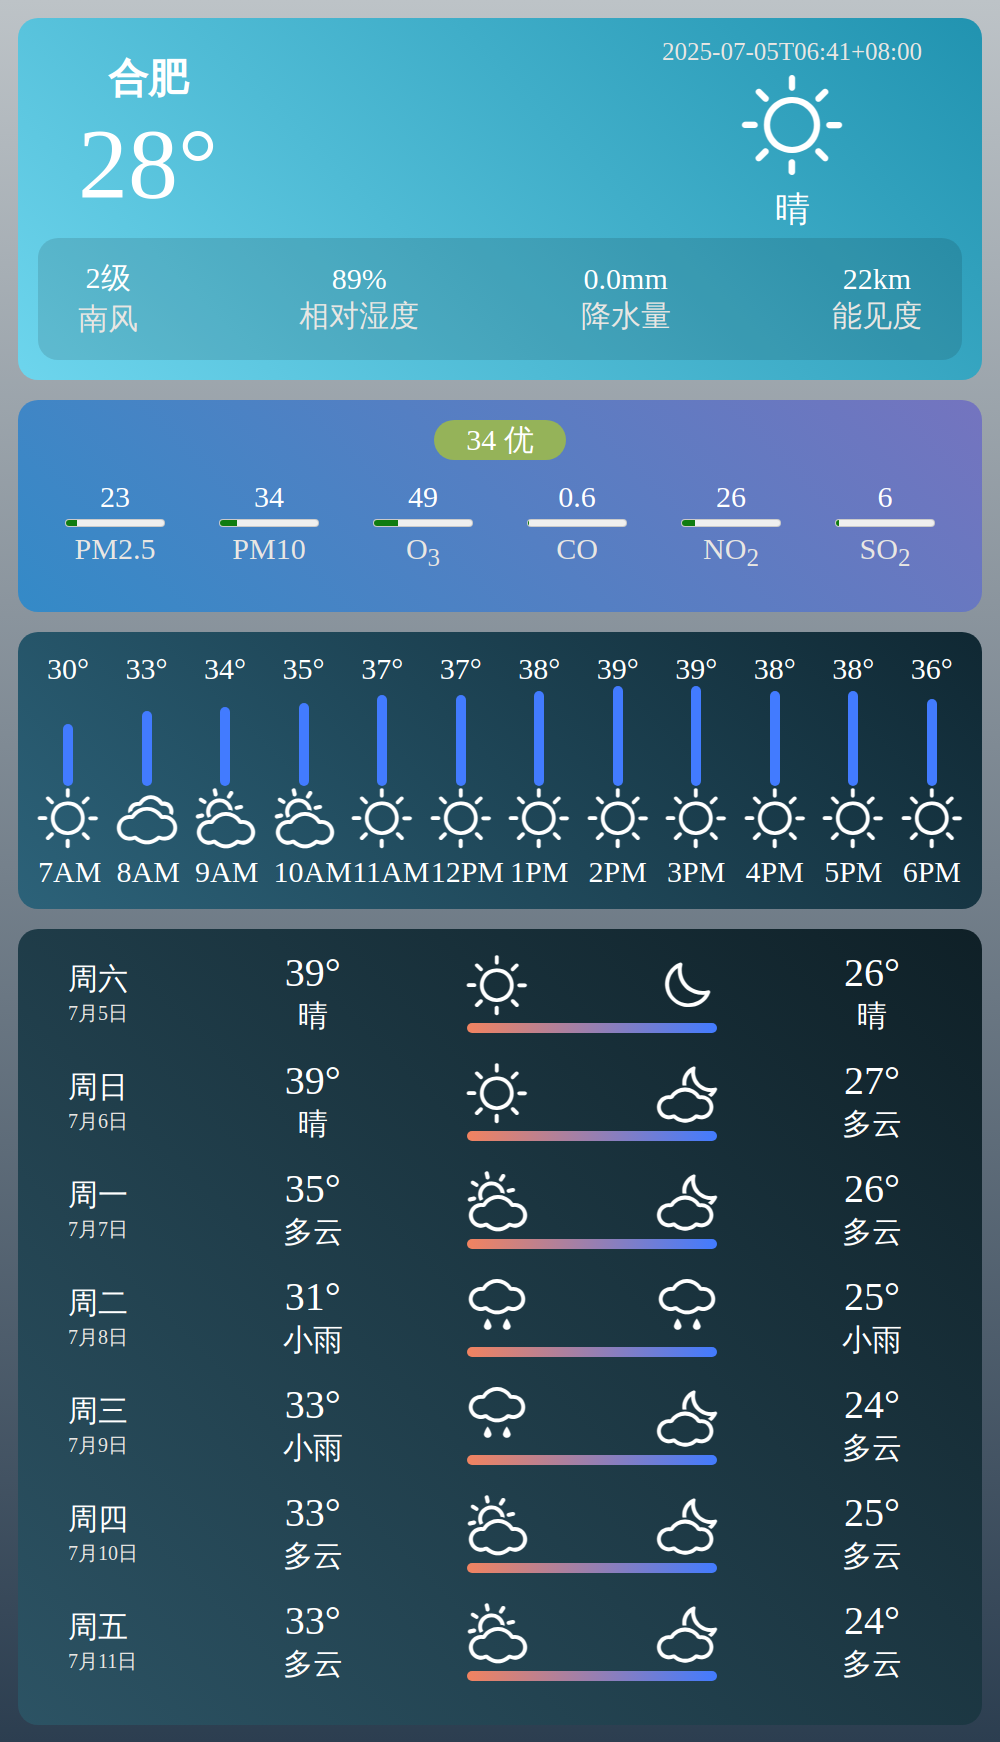 合肥
28°
2025-07-05T06:41+08:00
晴
2级 89% 0.0mm 22km
南风 相对湿度 降水量 能见度
34 优
23 34 49 0.6 26 6
PM2.5 PM10 O3 CO NO2 SO2
30° 33° 34° 35° 37° 37° 38° 39° 39° 38° 38° 36°
7AM 8AM 9AM 10AM 11AM 12PM 1PM 2PM 3PM 4PM 5PM 6PM
周六 39° 26°
7月5日 晴 晴
周日 39° 27°
7月6日 晴 多云
周一 35° 26°
7月7日 多云 多云
周二 31° 25°
7月8日 小雨 小雨
周三 33° 24°
7月9日 小雨 多云
周四 33° 25°
7月10日 多云 多云
周五 33° 24°
7月11日 多云 多云